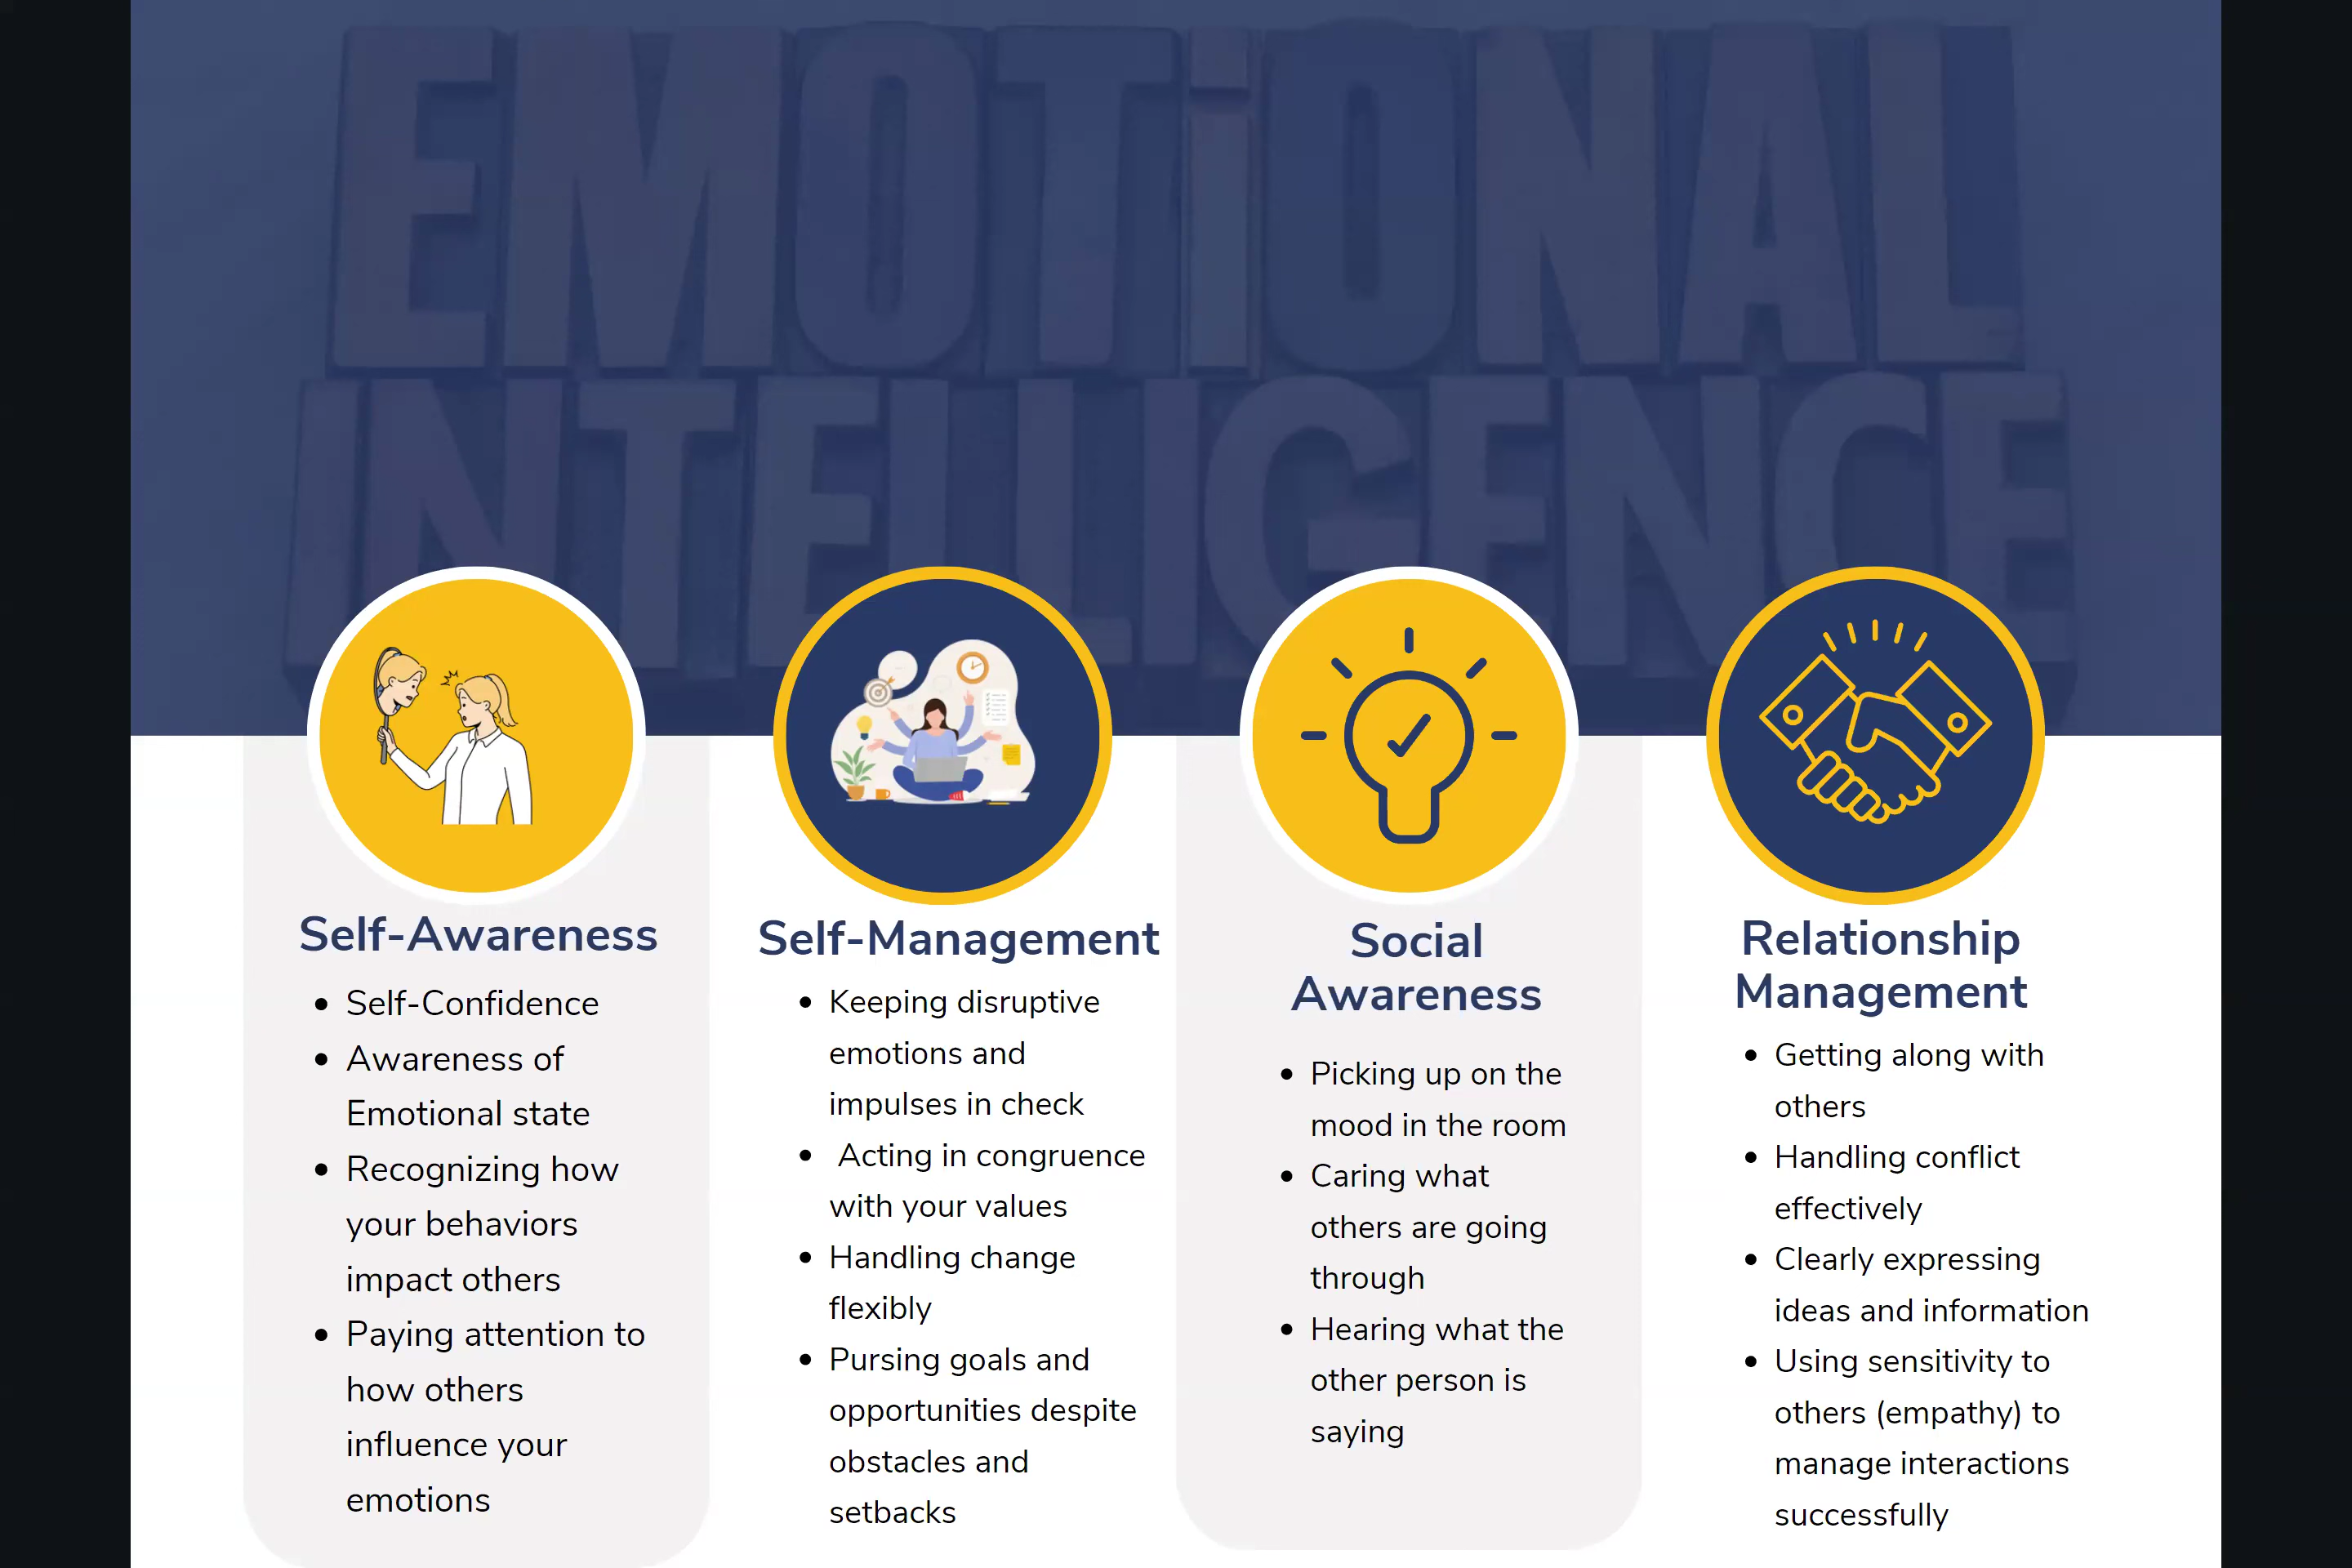 EMOTiONAL
INTELLIGENCE
Self-Awareness
• Self-Confidence
• Awareness of
Emotional state
• Recognizing how
your behaviors
impact others
• Paying attention to
how others
influence your
emotions
Self-Management
• Keeping disruptive
emotions and
impulses in check
• Acting in congruence
with your values
• Handling change
flexibly
• Pursing goals and
opportunities despite
obstacles and
setbacks
Social
Awareness
• Picking up on the
mood in the room
• Caring what
others are going
through
• Hearing what the
other person is
saying
Relationship
Management
• Getting along with
others
• Handling conflict
effectively
• Clearly expressing
ideas and information
• Using sensitivity to
others (empathy) to
manage interactions
successfully